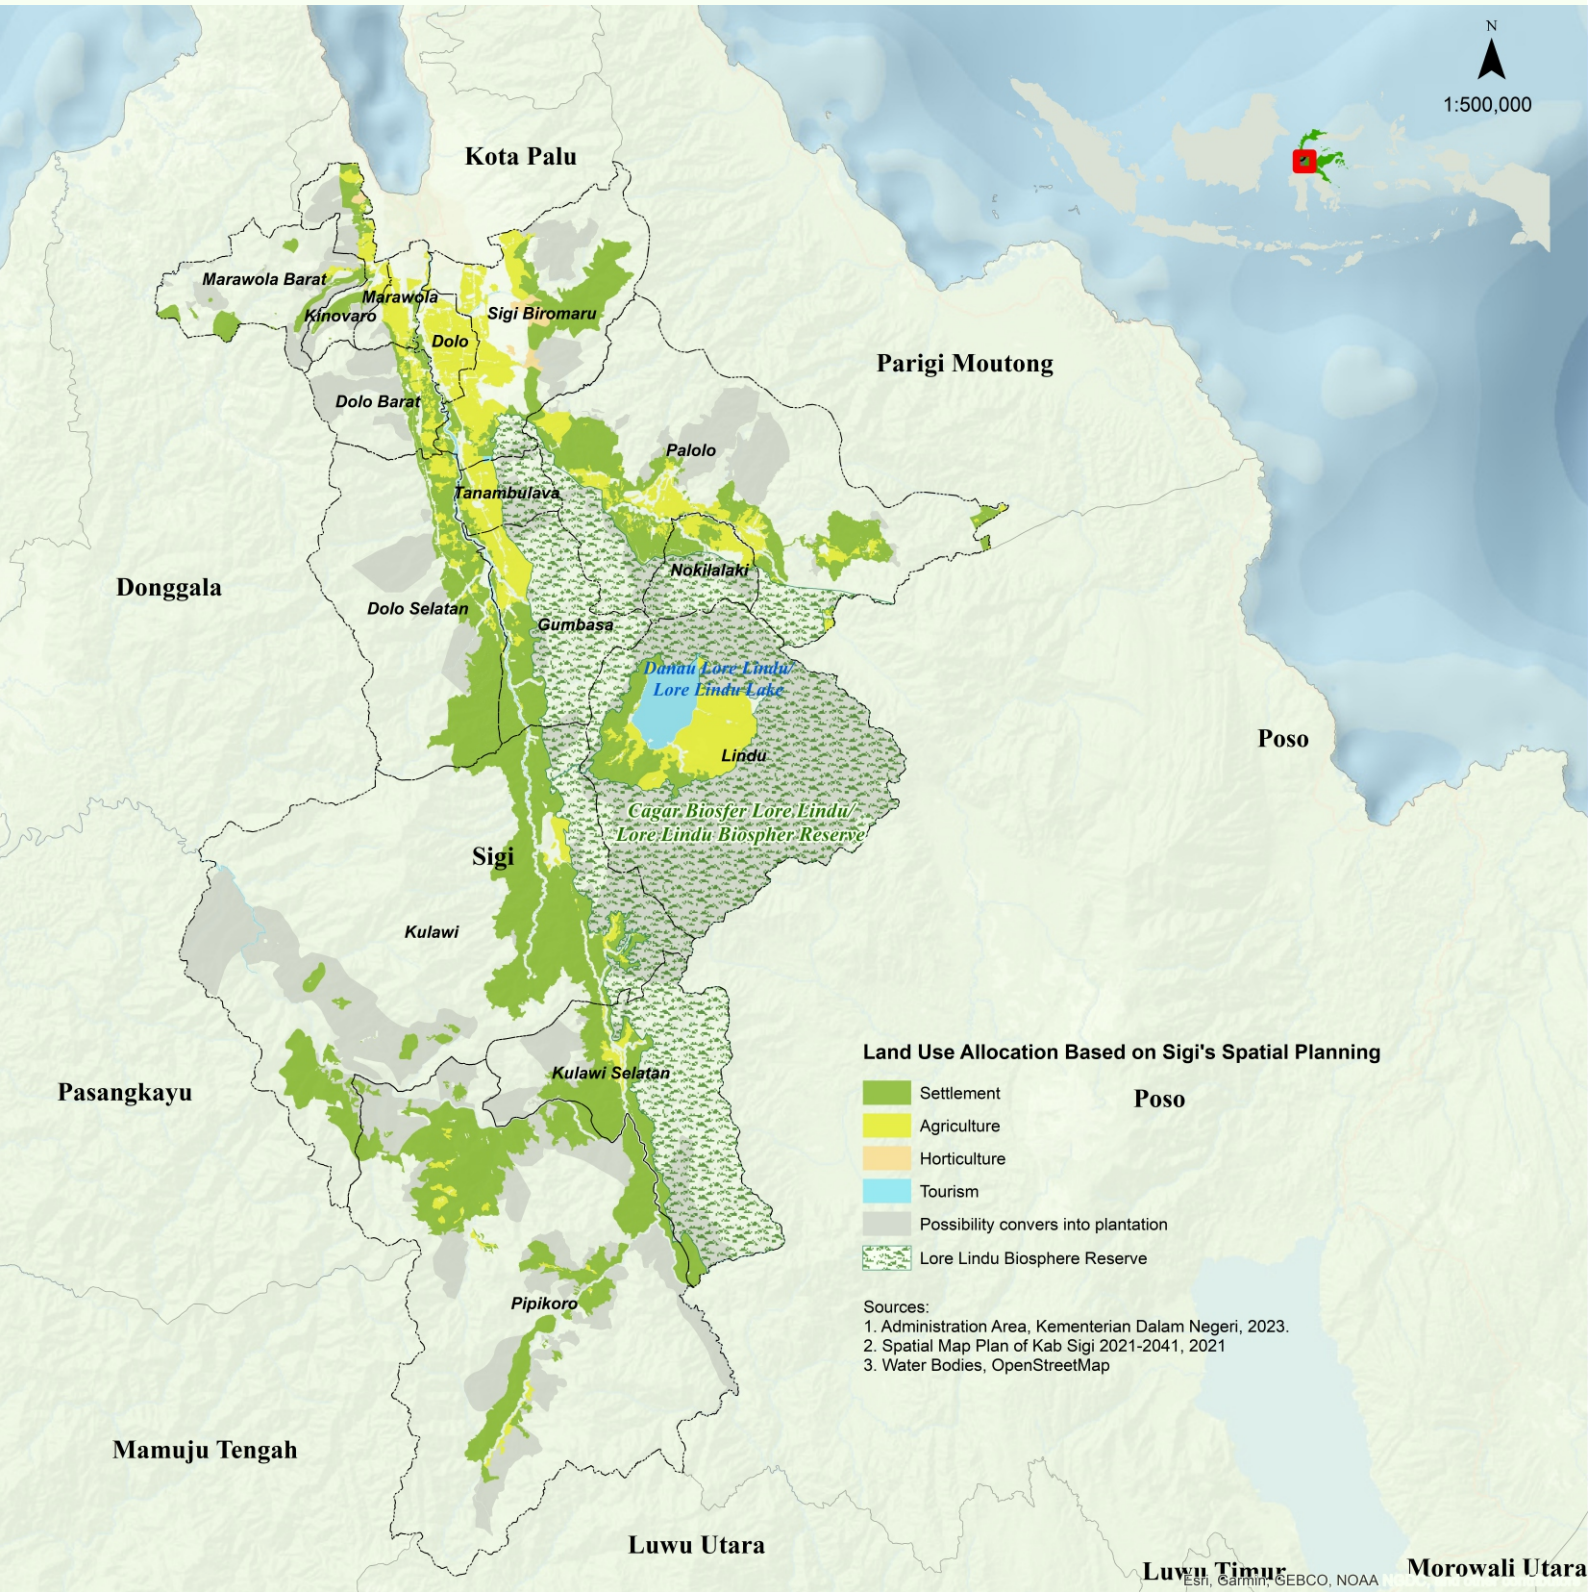 N
1:500,000
Kota Palu
Marawola Barat
Marawola
Kinovaro
Sigi Biromaru
Dolo
Parigi Moutong
Dolo Barat
Palolo
Tanambulava
Nokilalaki
Donggala
Dolo Selatan
Gumbasa
Danau Lore Lindu/
Lore Lindu Lake
Poso
Lindu
Cagar Biosfer Lore Lindu/
Lore Lindu Biospher Reserve
Sigi
Kulawi
Land Use Allocation Based on Sigi's Spatial Planning
Kulawi Selatan
Pasangkayu
Poso
Settlement
Agriculture
Horticulture
Tourism
Possibility convers into plantation
Lore Lindu Biosphere Reserve
Pipikoro
Sources:
1. Administration Area, Kementerian Dalam Negeri, 2023.
2. Spatial Map Plan of Kab Sigi 2021-2041, 2021
3. Water Bodies, OpenStreetMap
Mamuju Tengah
Luwu Utara
Luwu Timur
Morowali Utara
Esri, Garmin, GEBCO, NOAA